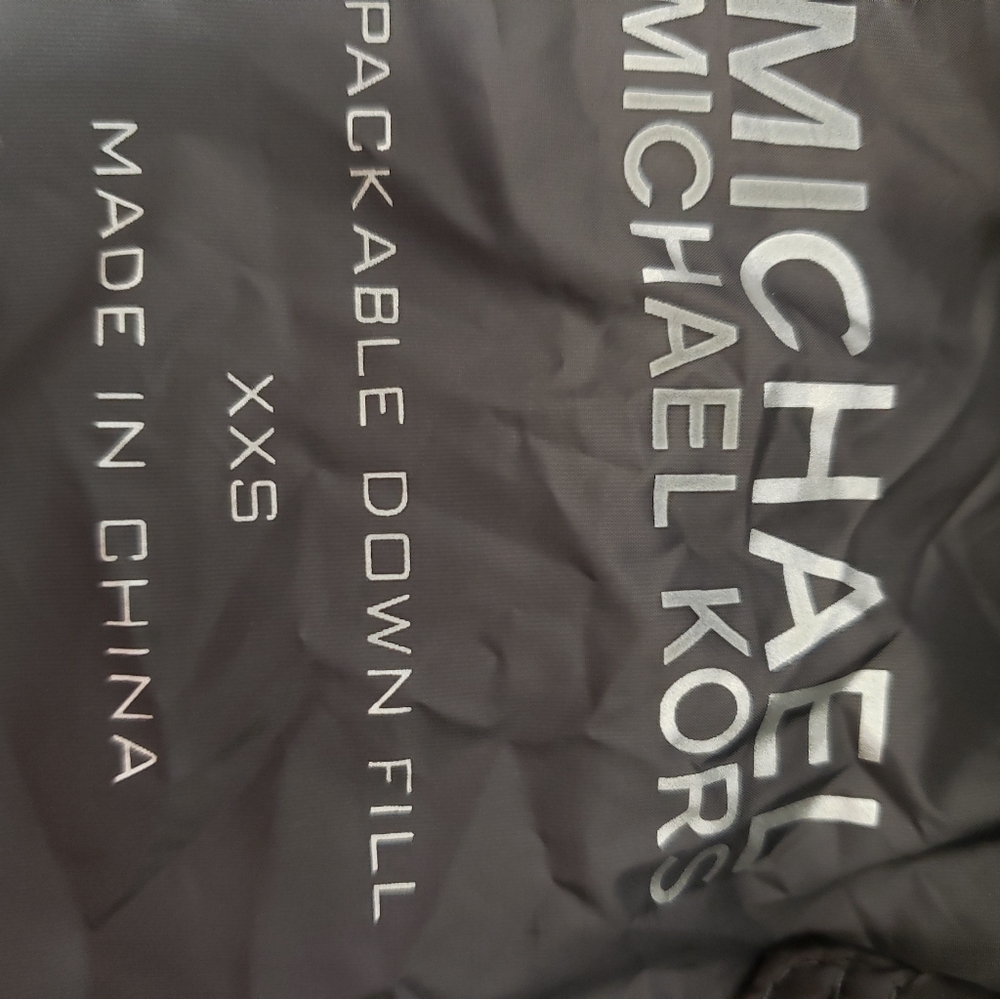 MICHAEL
MICHAEL KORS
PACKABLE DOWN FILL
XXS
MADE IN CHINA